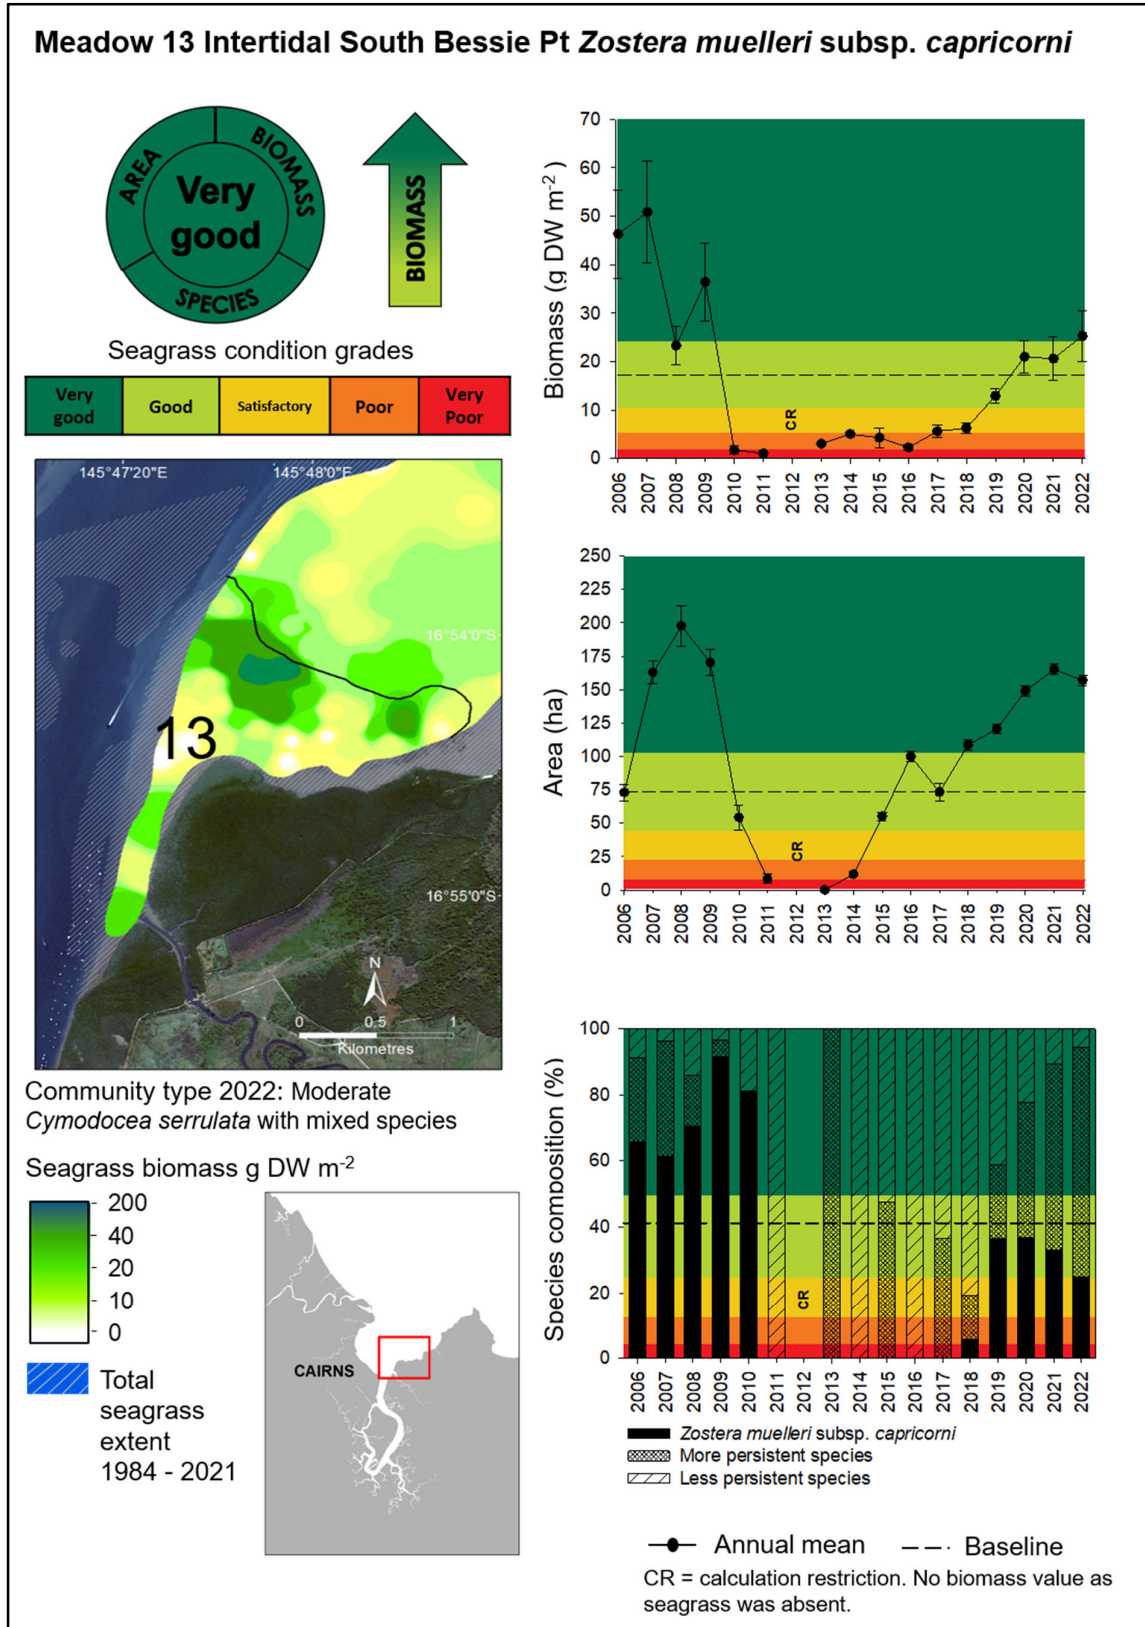 Meadow 13 Intertidal South Bessie Pt Zostera muelleri subsp. capricorni
AREA
BIOMASS
SPECIES
Very
good
BIOMASS
Seagrass condition grades
Very
good
Good
Satisfactory
Poor
Very
Poor
145°47'20"E
145°48'0"E
16°54'0"S
13
16°55'0"S
N
0 0.5 1
Kilometres
Community type 2022: Moderate
Cymodocea serrulata with mixed species
Seagrass biomass g DW m-2
200
40
20
10
0
Total
seagrass
extent
1984 - 2021
CAIRNS
Biomass (g DW m-2 )
70
60
50
40
30
20
10
0
CR
2006 2007 2008 2009 2010 2011 2012 2013 2014 2015 2016 2017 2018 2019 2020 2021 2022
Area (ha)
250
225
200
175
150
125
100
75
50
25
0
CR
2006 2007 2008 2009 2010 2011 2012 2013 2014 2015 2016 2017 2018 2019 2020 2021 2022
Species composition (%)
100
80
60
40
20
0
CR
2006 2007 2008 2009 2010 2011 2012 2013 2014 2015 2016 2017 2018 2019 2020 2021 2022
Zostera muelleri subsp. capricorni
More persistent species
Less persistent species
Annual mean
Baseline
CR = calculation restriction. No biomass value as
seagrass was absent.